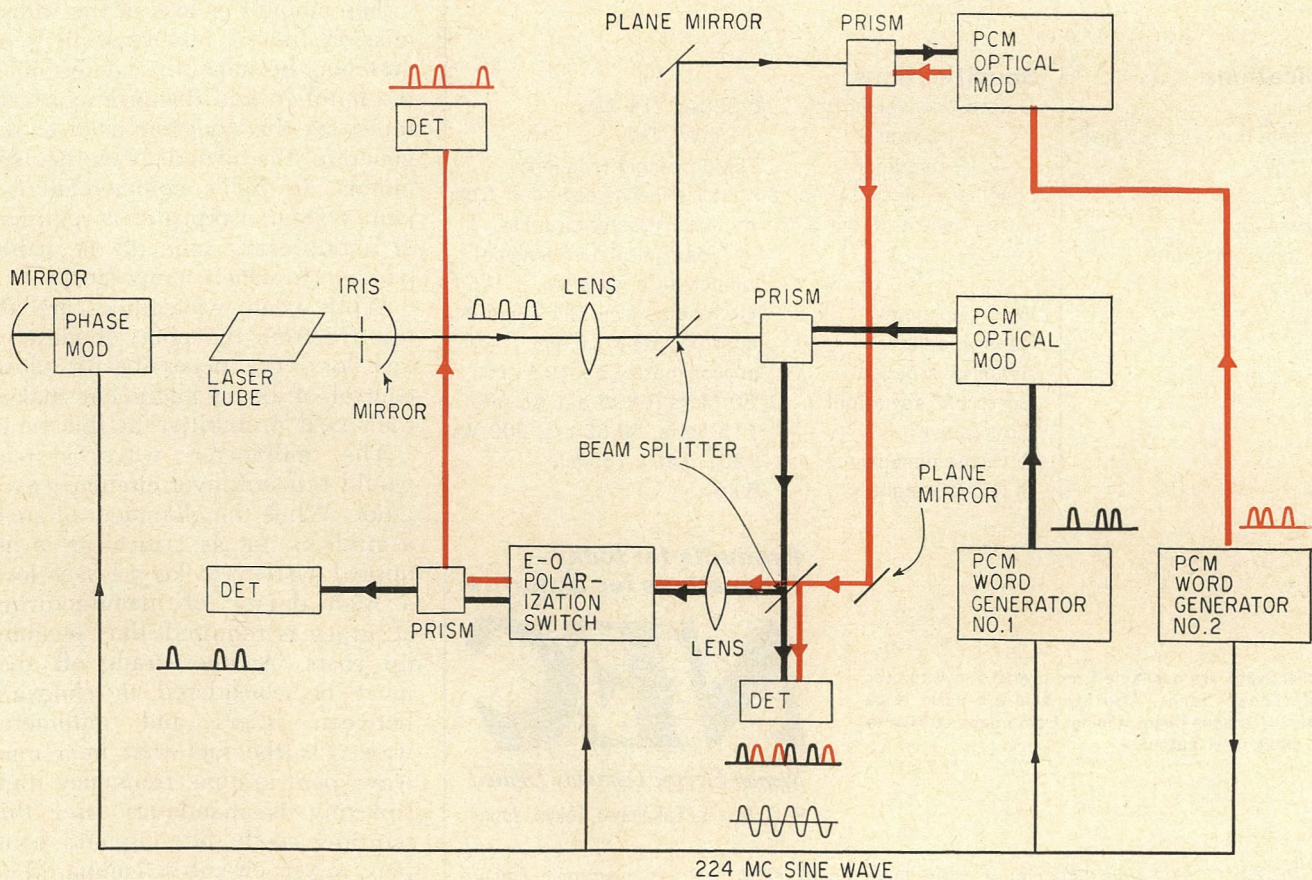 PLANE MIRROR
PRISM
PCM
OPTICAL
MOD
DET
MIRROR
PHASE
MOD
LASER
TUBE
IRIS
MIRROR
LENS
PRISM
PCM
OPTICAL
MOD
BEAM SPLITTER
PLANE
MIRROR
DET
PRISM
E-O
POLAR-
IZATION
SWITCH
LENS
DET
PCM
WORD
GENERATOR
NO.1
PCM
WORD
GENERATOR
NO.2
224 MC SINE WAVE